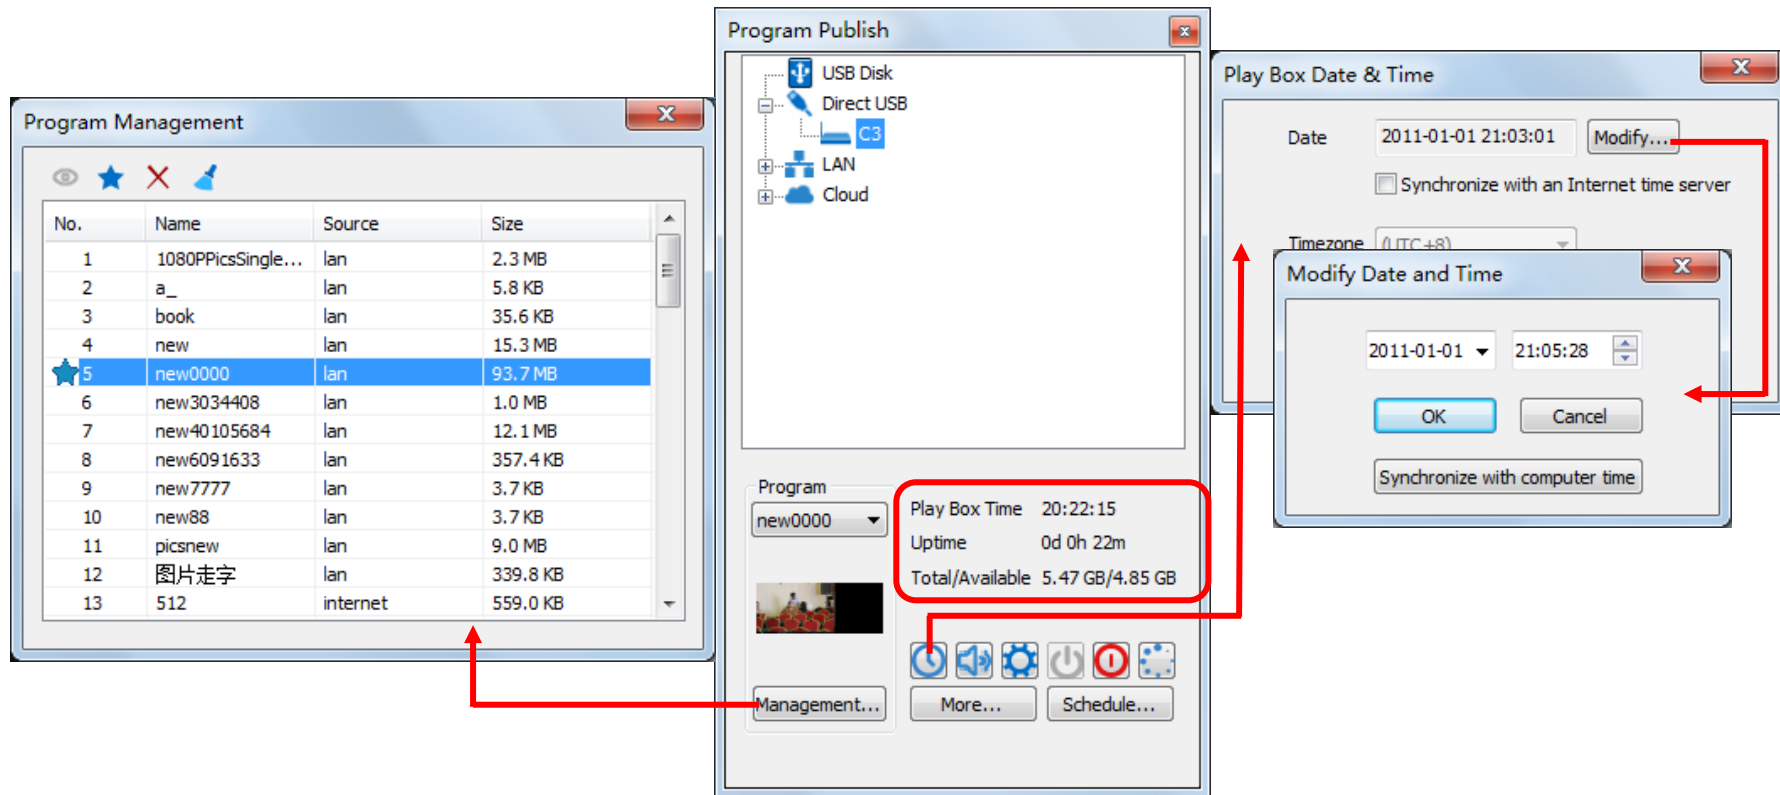 Program Management
No. Name Source Size
1 1080PPicsSingle... lan 2.3 MB
2 a_ lan 5.8 KB
3 book lan 35.6 KB
4 new lan 15.3 MB
5 new0000 lan 93.7 MB
6 new3034408 lan 1.0 MB
7 new40105684 lan 12.1 MB
8 new6091633 lan 357.4 KB
9 new7777 lan 3.7 KB
10 new88 lan 3.7 KB
11 picsnew lan 9.0 MB
12 图片走字 lan 339.8 KB
13 512 internet 559.0 KB
Program Publish
USB Disk
Direct USB
C3
LAN
Cloud
Program
new0000
Management...
Play Box Time 20:22:15
Uptime 0d 0h 22m
Total/Available 5.47 GB/4.85 GB
More... Schedule...
Play Box Date & Time
Date 2011-01-01 21:03:01 Modify...
Synchronize with an Internet time server
Timezone (UTC+8)
Modify Date and Time
2011-01-01 21:05:28
OK Cancel
Synchronize with computer time